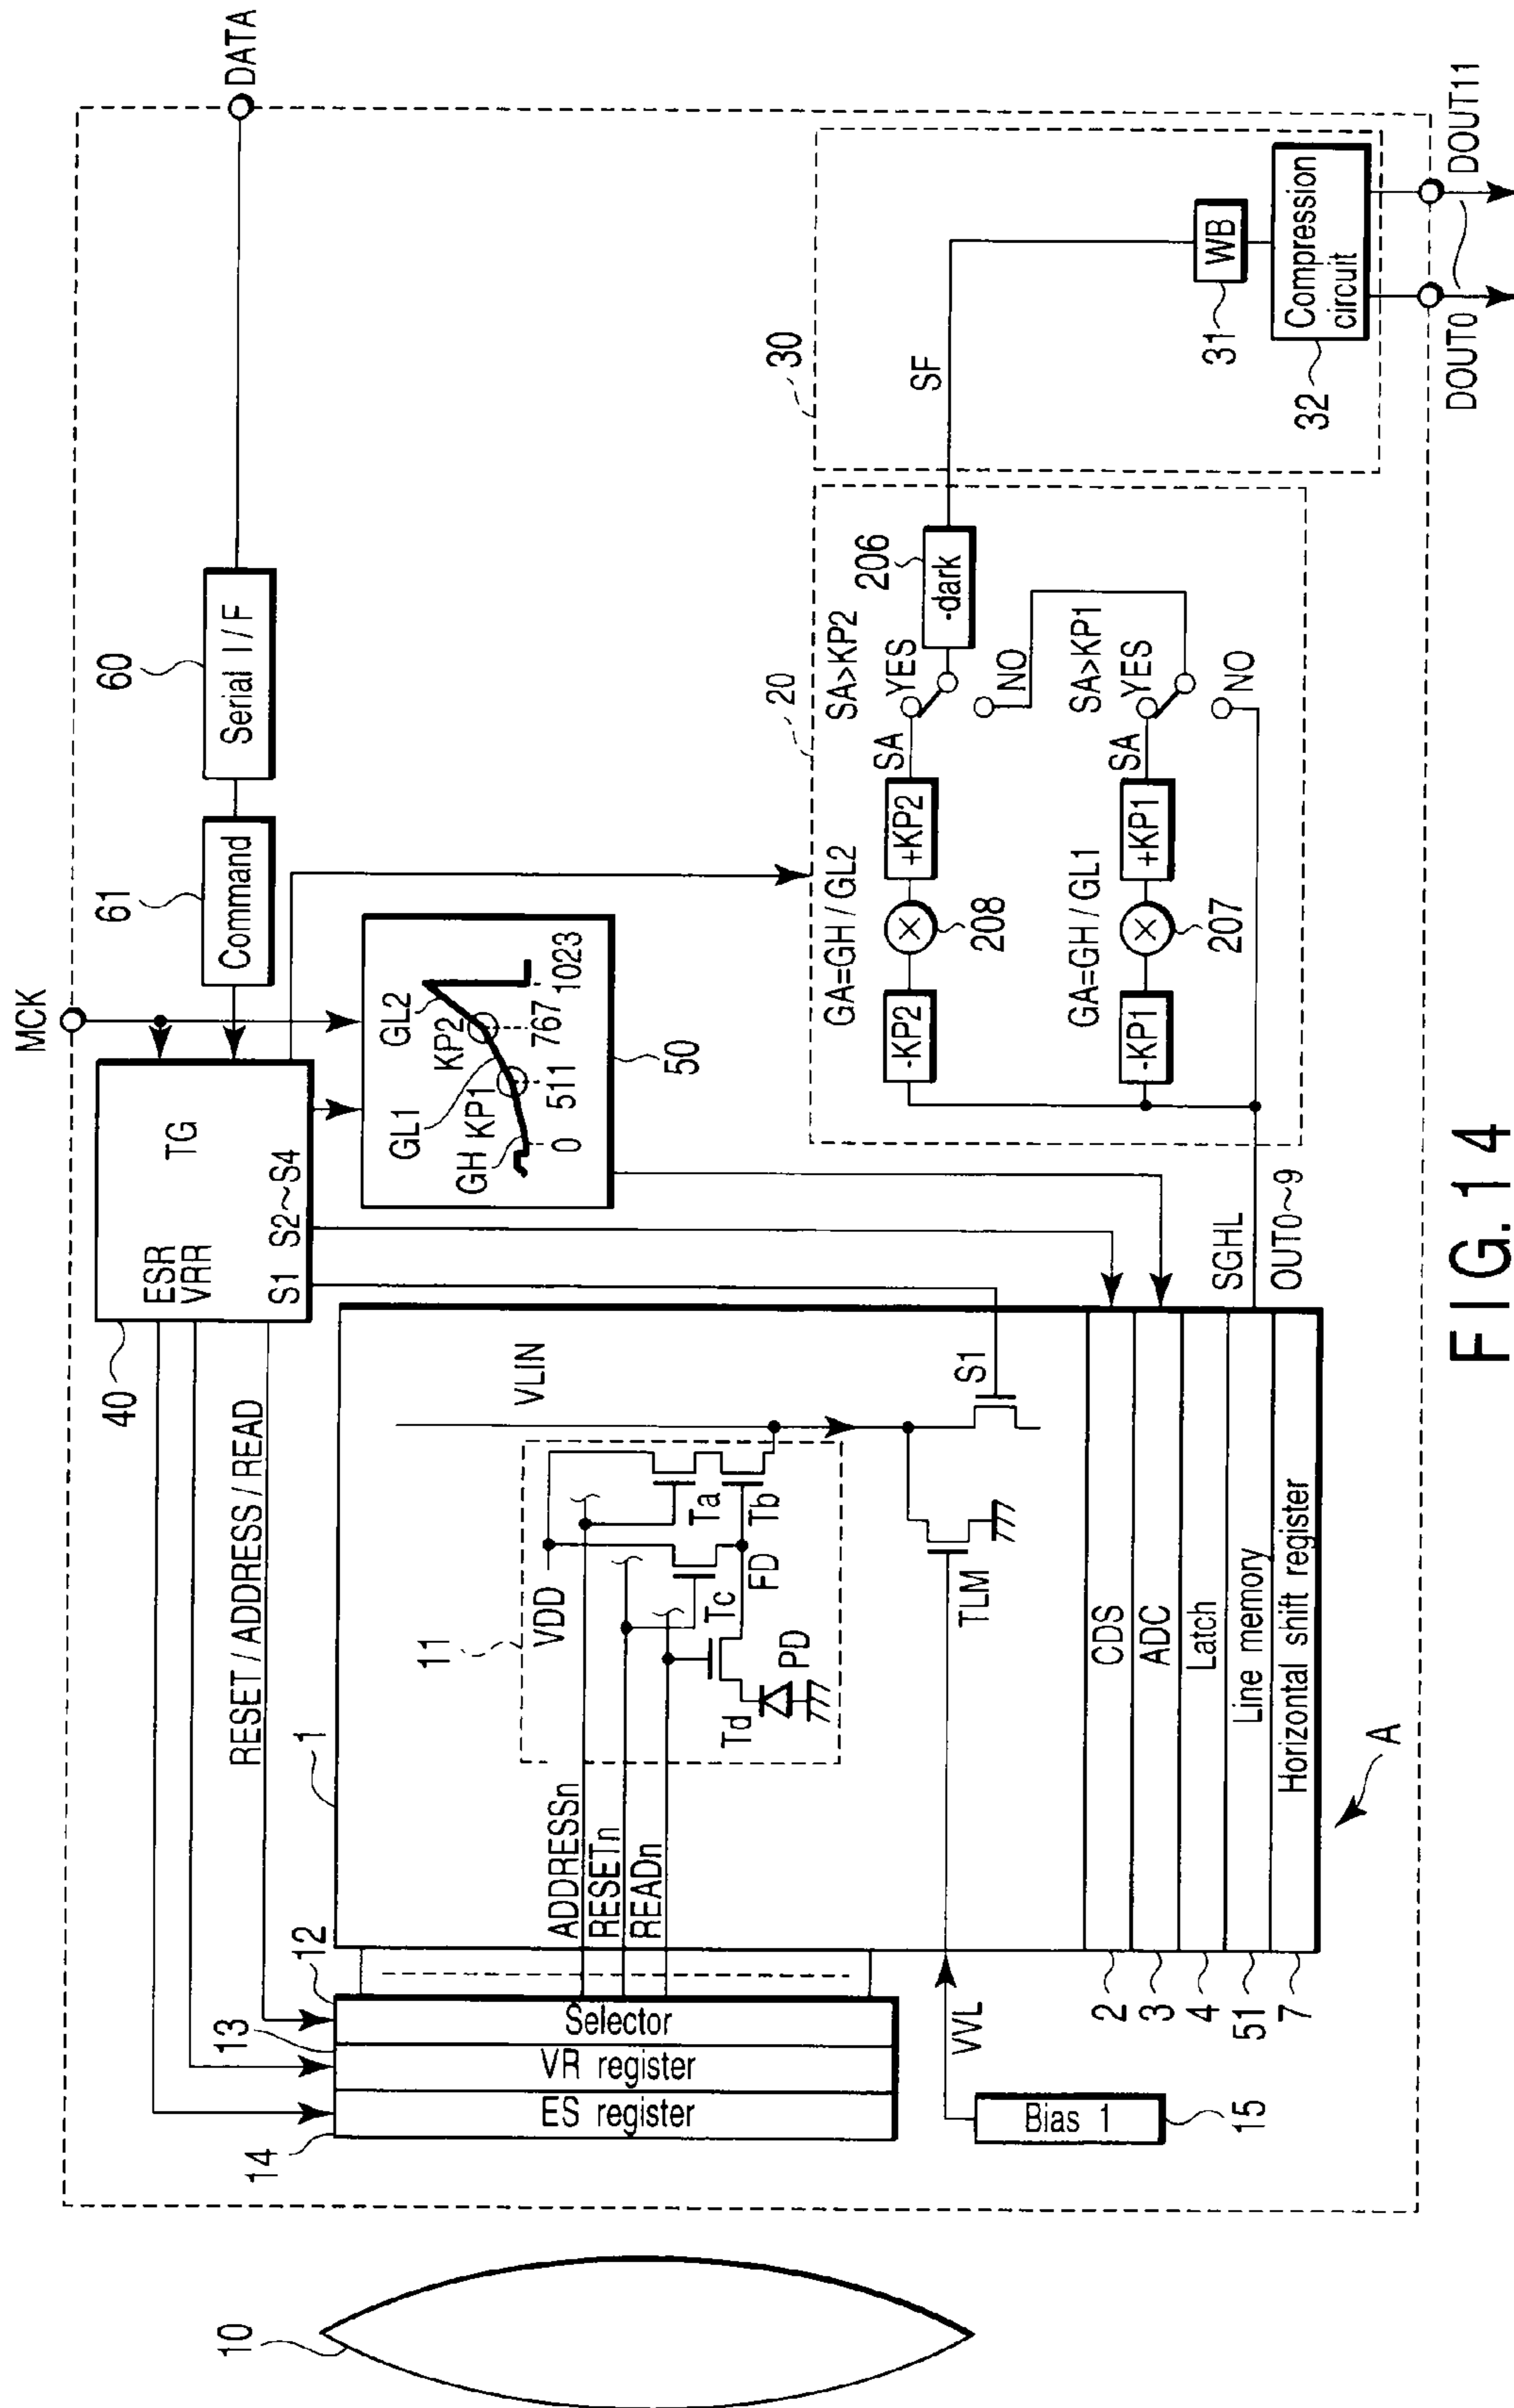 MCK
DATA
60
Serial I / F
61
Command
40
ESR
VRR
TG
S1
S2~S4
RESET / ADDRESS / READ
GL1
GL2
GH
KP1
KP2
0
511
767
1023
50
10
14
13
12
ES register
VR register
Selector
1
11
VDD
VLIN
ADDRESSn
RESETn
READn
Ta
Tb
Tc
Td
FD
PD
S1
TLM
VVL
Bias 1
15
2
CDS
3
ADC
4
Latch
51
Line memory
7
Horizontal shift register
A
SGHL
OUT0~9
20
GA=GH / GL2
SA>KP2
-KP2
208
+KP2
SA
YES
NO
206
-dark
GA=GH / GL1
SA>KP1
-KP1
207
+KP1
SA
YES
NO
30
SF
31
WB
32
Compression
circuit
DOUT0
DOUT11
FIG. 14